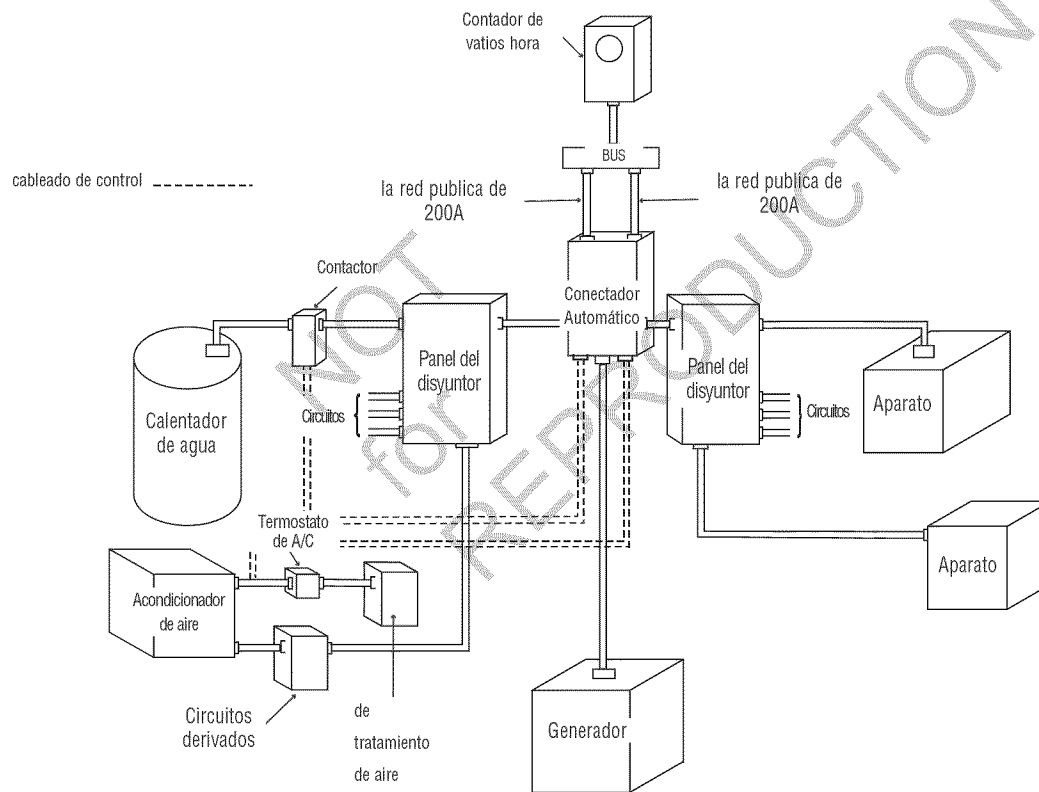 Contador de
vatios hora
BUS
cableado de control
la red publica de
200A
la red publica de
200A
Contactor
Conectador
Automático
Panel del
disyuntor
Panel del
disyuntor
Circuitos
Circuitos
Aparato
Calentador
de agua
Termostato
de A/C
Aparato
Acondicionador
de aire
Circuitos
derivados
de
tratamiento
de aire
Generador
NOT
for
REPRODUCTION